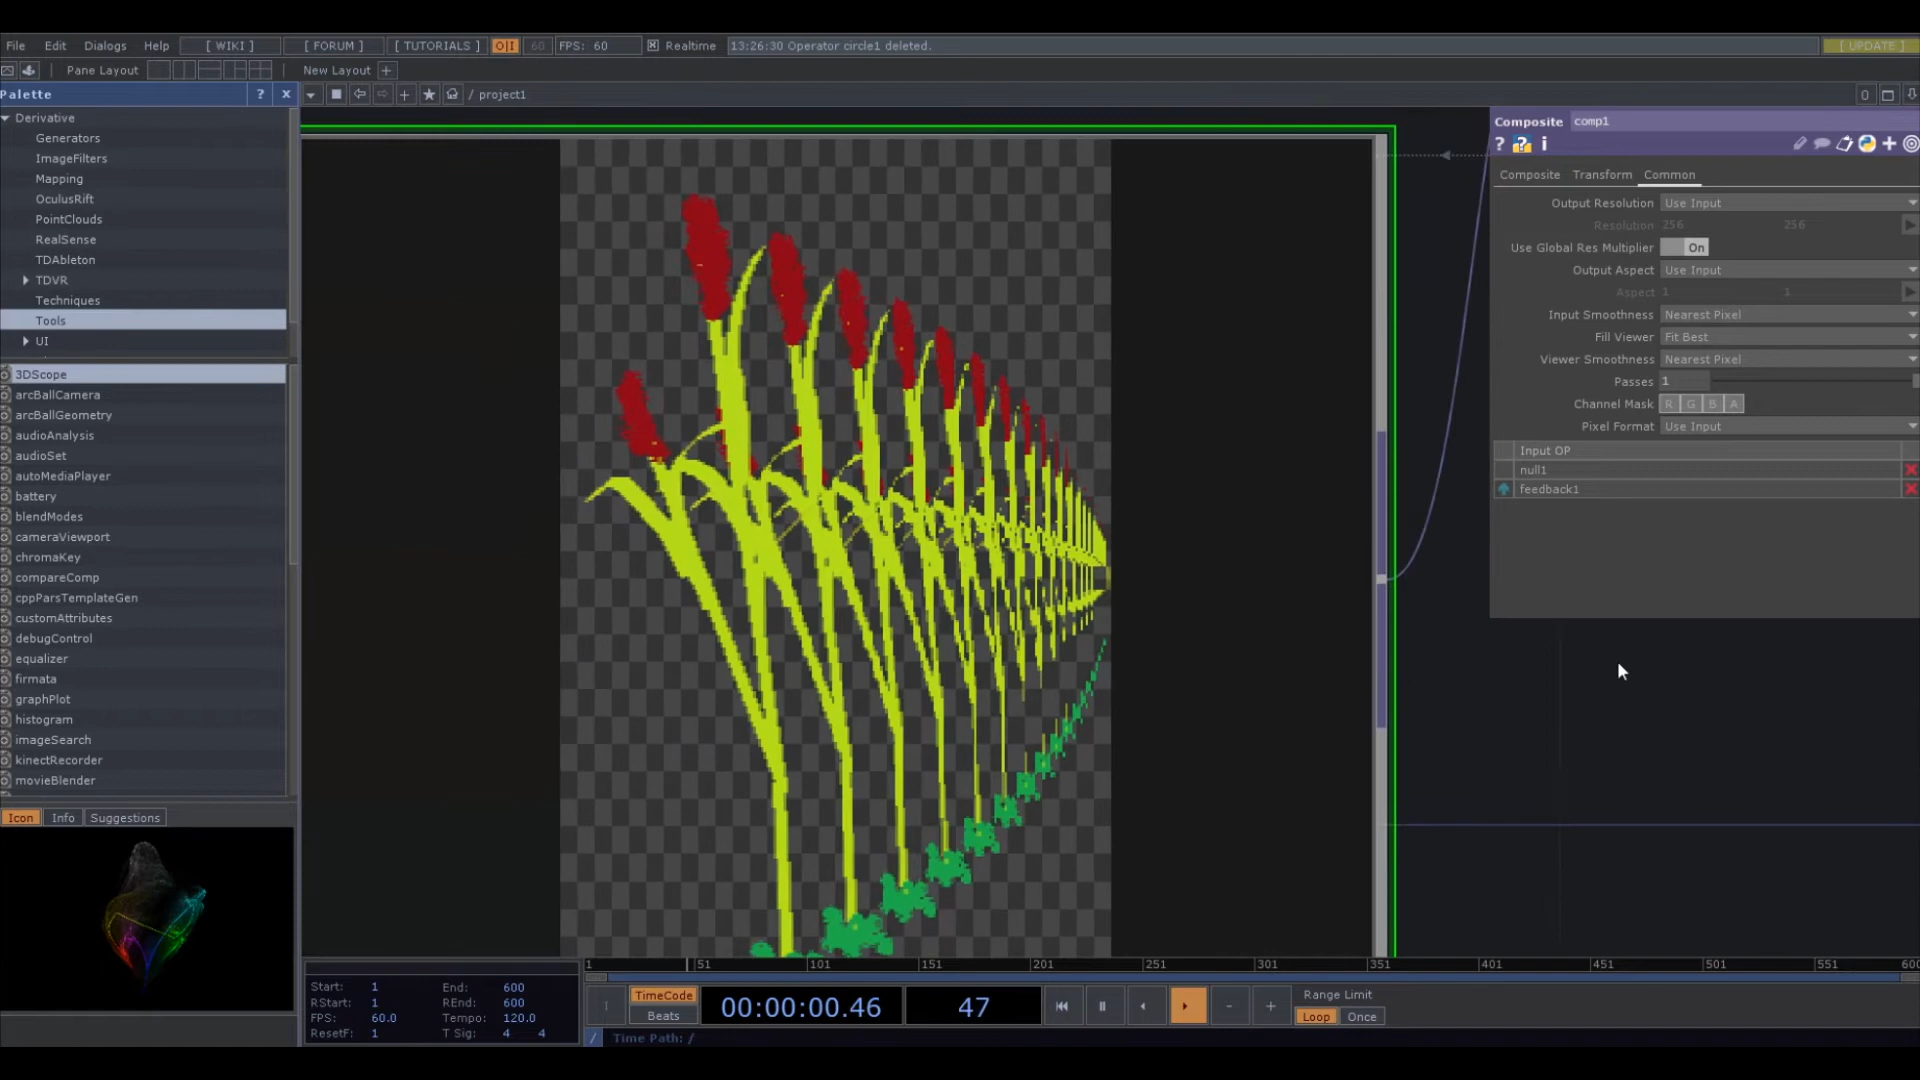 File Edit Dialogs Help [ WIKI ] [ FORUM ] [ TUTORIALS ] O|I 60 FPS: 60 Realtime 13:26:30 Operator circle1 deleted. [ UPDATE ]
Pane Layout New Layout +
Palette ? x / project1 0
Derivative
Generators
ImageFilters
Mapping
OculusRift
PointClouds
RealSense
TDAbleton
TDVR
Techniques
Tools
UI
3DScope
arcBallCamera
arcBallGeometry
audioAnalysis
audioSet
autoMediaPlayer
battery
blendModes
cameraViewport
chromaKey
compareComp
cppParsTemplateGen
customAttributes
debugControl
equalizer
firmata
graphPlot
histogram
imageSearch
kinectRecorder
movieBlender
Icon Info Suggestions
Composite comp1
? ? i
Composite Transform Common
Output Resolution Use Input
Resolution 256 256
Use Global Res Multiplier On
Output Aspect Use Input
Aspect 1 1
Input Smoothness Nearest Pixel
Fill Viewer Fit Best
Viewer Smoothness Nearest Pixel
Passes 1
Channel Mask R G B A
Pixel Format Use Input
Input OP
null1
feedback1
1 51 101 151 201 251 301 351 401 451 501 551 600
Start: 1 End: 500
RStart: 1 REnd: 600
FPS: 60.0 Tempo: 120.0
ResetF: 1 T Sig: 4 4
TimeCode
Beats
00:00:00.46 47
- +
Range Limit
Loop Once
/ Time Path: /